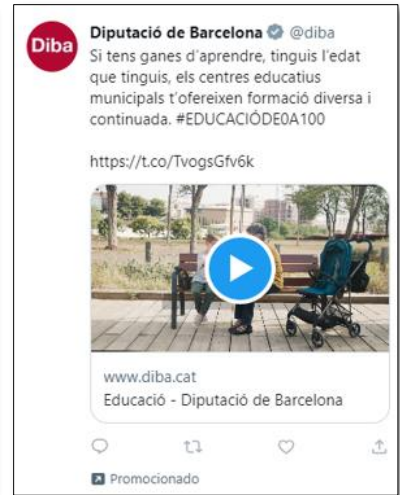 Diba
Diputació de Barcelona @diba
Si tens ganes d'aprendre, tinguis l'edat
que tinguis, els centres educatius
municipals t'ofereixen formació diversa i
continuada. #EDUCACIÓDE0A100
https://t.co/TvogsGfv6k
www.diba.cat
Educació - Diputació de Barcelona
Promocionado